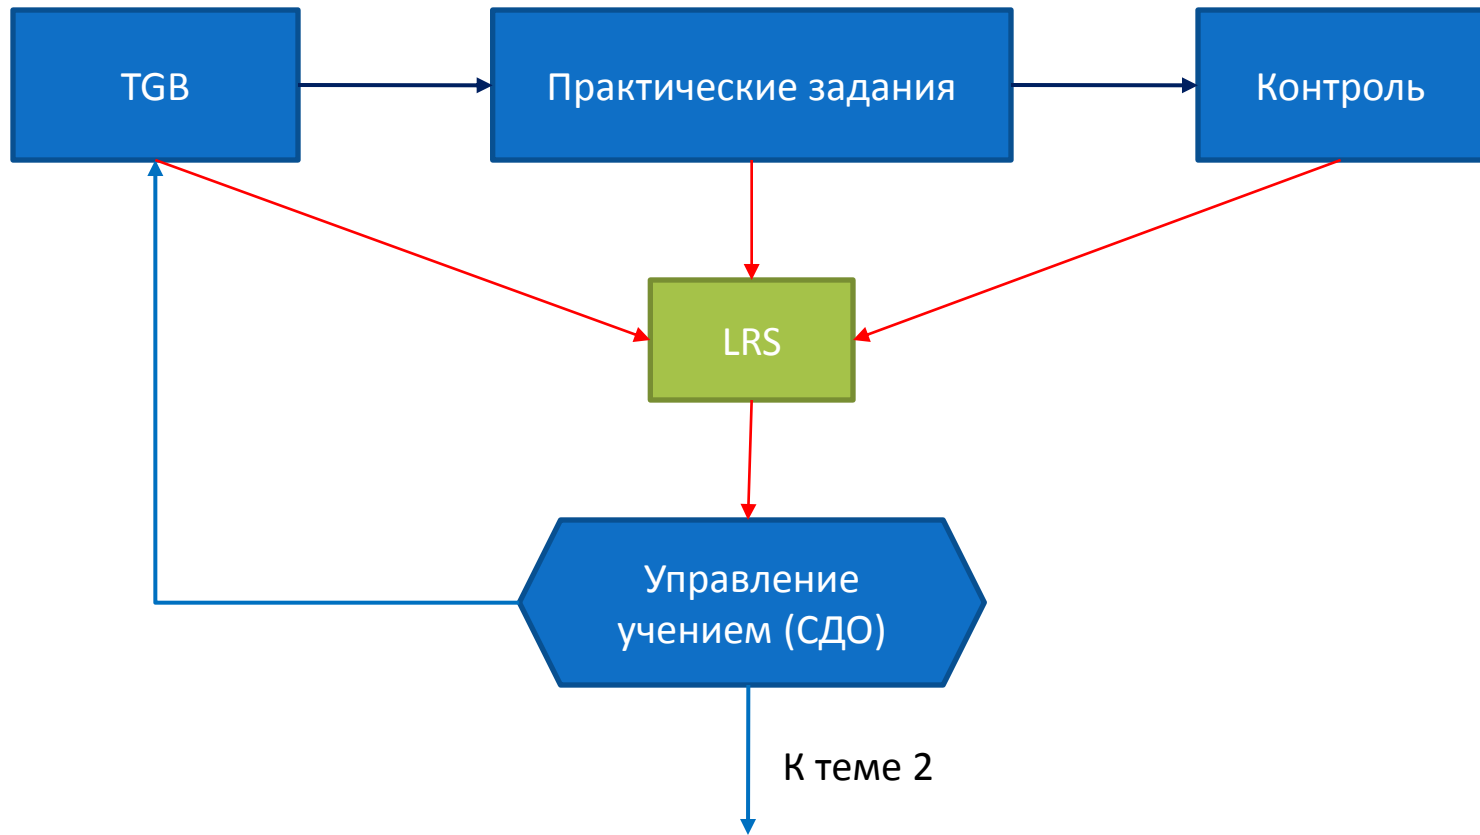 TGB
Практические задания
Контроль
LRS
Управление
учением (СДО)
К теме 2